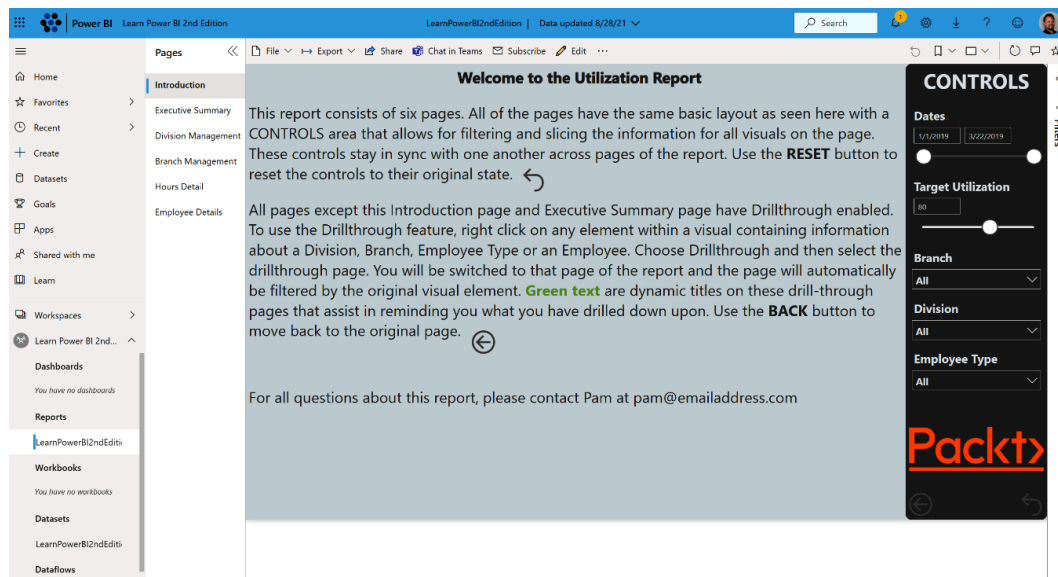 Power BI Learn Power BI 2nd Edition
LearnPowerBI2ndEdition | Data updated 8/28/21
Search
1
Home
Favorites
Recent
Create
Datasets
Goals
Apps
Shared with me
Learn
Workspaces
Learn Power BI 2nd...
Dashboards
You have no dashboards
Reports
LearnPowerBI2ndEditi
Workbooks
You have no workbooks
Datasets
LearnPowerBI2ndEditi
Dataflows
Pages
Introduction
Executive Summary
Division Management
Branch Management
Hours Detail
Employee Details
File Export Share Chat in Teams Subscribe Edit ...
Welcome to the Utilization Report
This report consists of six pages. All of the pages have the same basic layout as seen here with a
CONTROLS area that allows for filtering and slicing the information for all visuals on the page.
These controls stay in sync with one another across pages of the report. Use the RESET button to
reset the controls to their original state.
All pages except this Introduction page and Executive Summary page have Drillthrough enabled.
To use the Drillthrough feature, right click on any element within a visual containing information
about a Division, Branch, Employee Type or an Employee. Choose Drillthrough and then select the
drillthrough page. You will be switched to that page of the report and the page will automatically
be filtered by the original visual element. Green text are dynamic titles on these drill-through
pages that assist in reminding you what you have drilled down upon. Use the BACK button to
move back to the original page.
For all questions about this report, please contact Pam at pam@emailaddress.com
CONTROLS
Dates
1/1/2019 3/22/2019
Target Utilization
80
Branch
All
Division
All
Employee Type
All
Packt>
Filters